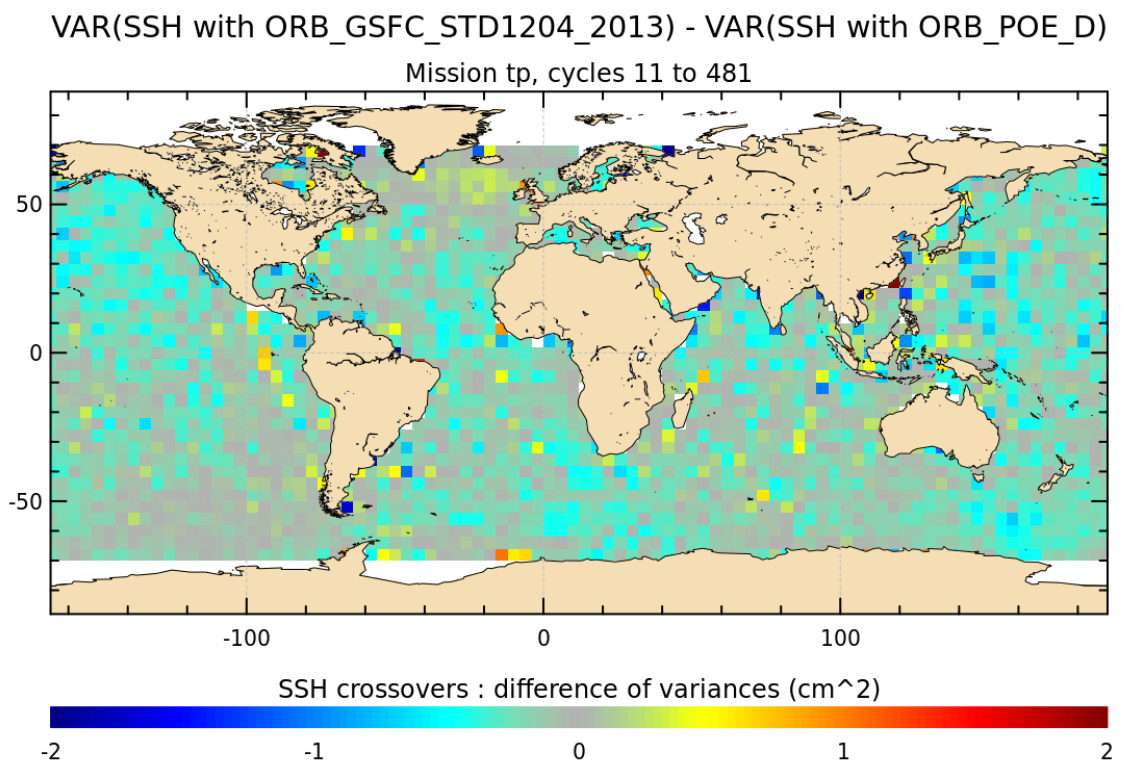 VAR(SSH with ORB_GSFC_STD1204_2013) - VAR(SSH with ORB_POE_D)
Mission tp, cycles 11 to 481
50
0
-50
-100 0 100
SSH crossovers : difference of variances (cm^2)
-2 -1 0 1 2